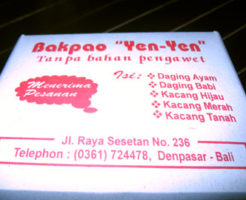 Bakpao "Yen-Yen"
Tanpa bahan pengawet
Menerima
Pesanan
Isi:
Daging Ayam
Daging Babi
Kacang Hijau
Kacang Merah
Kacang Tanah
Jl. Raya Sesetan No. 236
Telephone : (0361) 724478, Denpasar - Bali